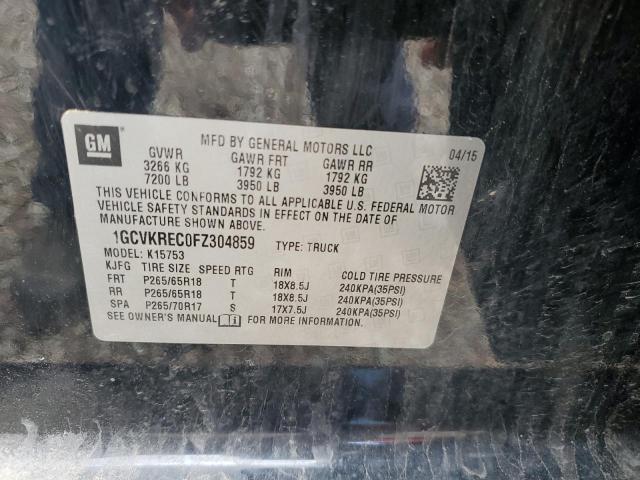 GM
MFD BY GENERAL MOTORS LLC
04/15
GVWR GAWR FRT GAWR RR
3266 KG 1792 KG 1792 KG
7200 LB 3950 LB 3950 LB
THIS VEHICLE CONFORMS TO ALL APPLICABLE U.S. FEDERAL MOTOR
VEHICLE SAFETY STANDARDS IN EFFECT ON THE DATE OF
MANUFACTURE SHOWN ABOVE.
1GCVKREC0FZ304859 TYPE: TRUCK
MODEL: K15753
KJFG TIRE SIZE SPEED RTG RIM COLD TIRE PRESSURE
FRT P265/65R18 T 18X8.5J 240KPA(35PSI)
RR P265/65R18 T 18X8.5J 240KPA(35PSI)
SPA P265/70R17 S 17X7.5J 240KPA(35PSI)
SEE OWNER'S MANUAL FOR MORE INFORMATION.